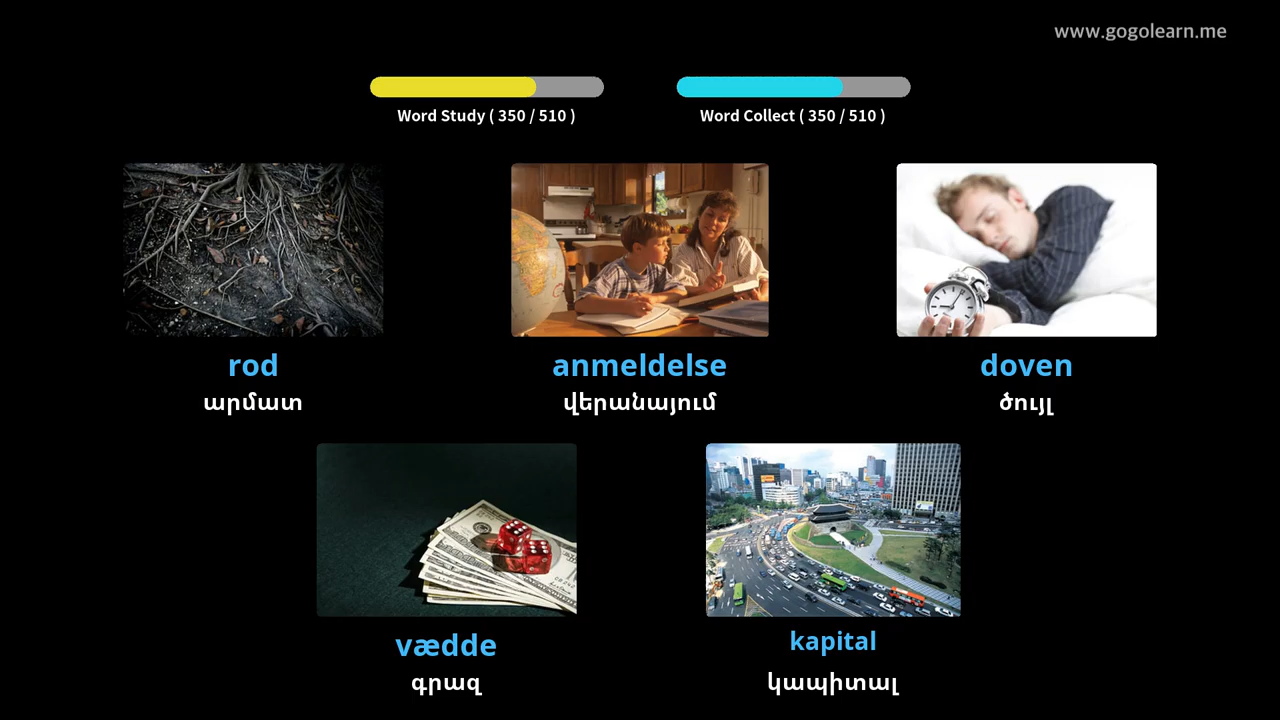 www.gogolearn.me
Word Study ( 350 / 510 )
Word Collect ( 350 / 510 )
rod
արմատ
anmeldelse
վերանայում
doven
ծույլ
vædde
գրազ
kapital
կապիտալ